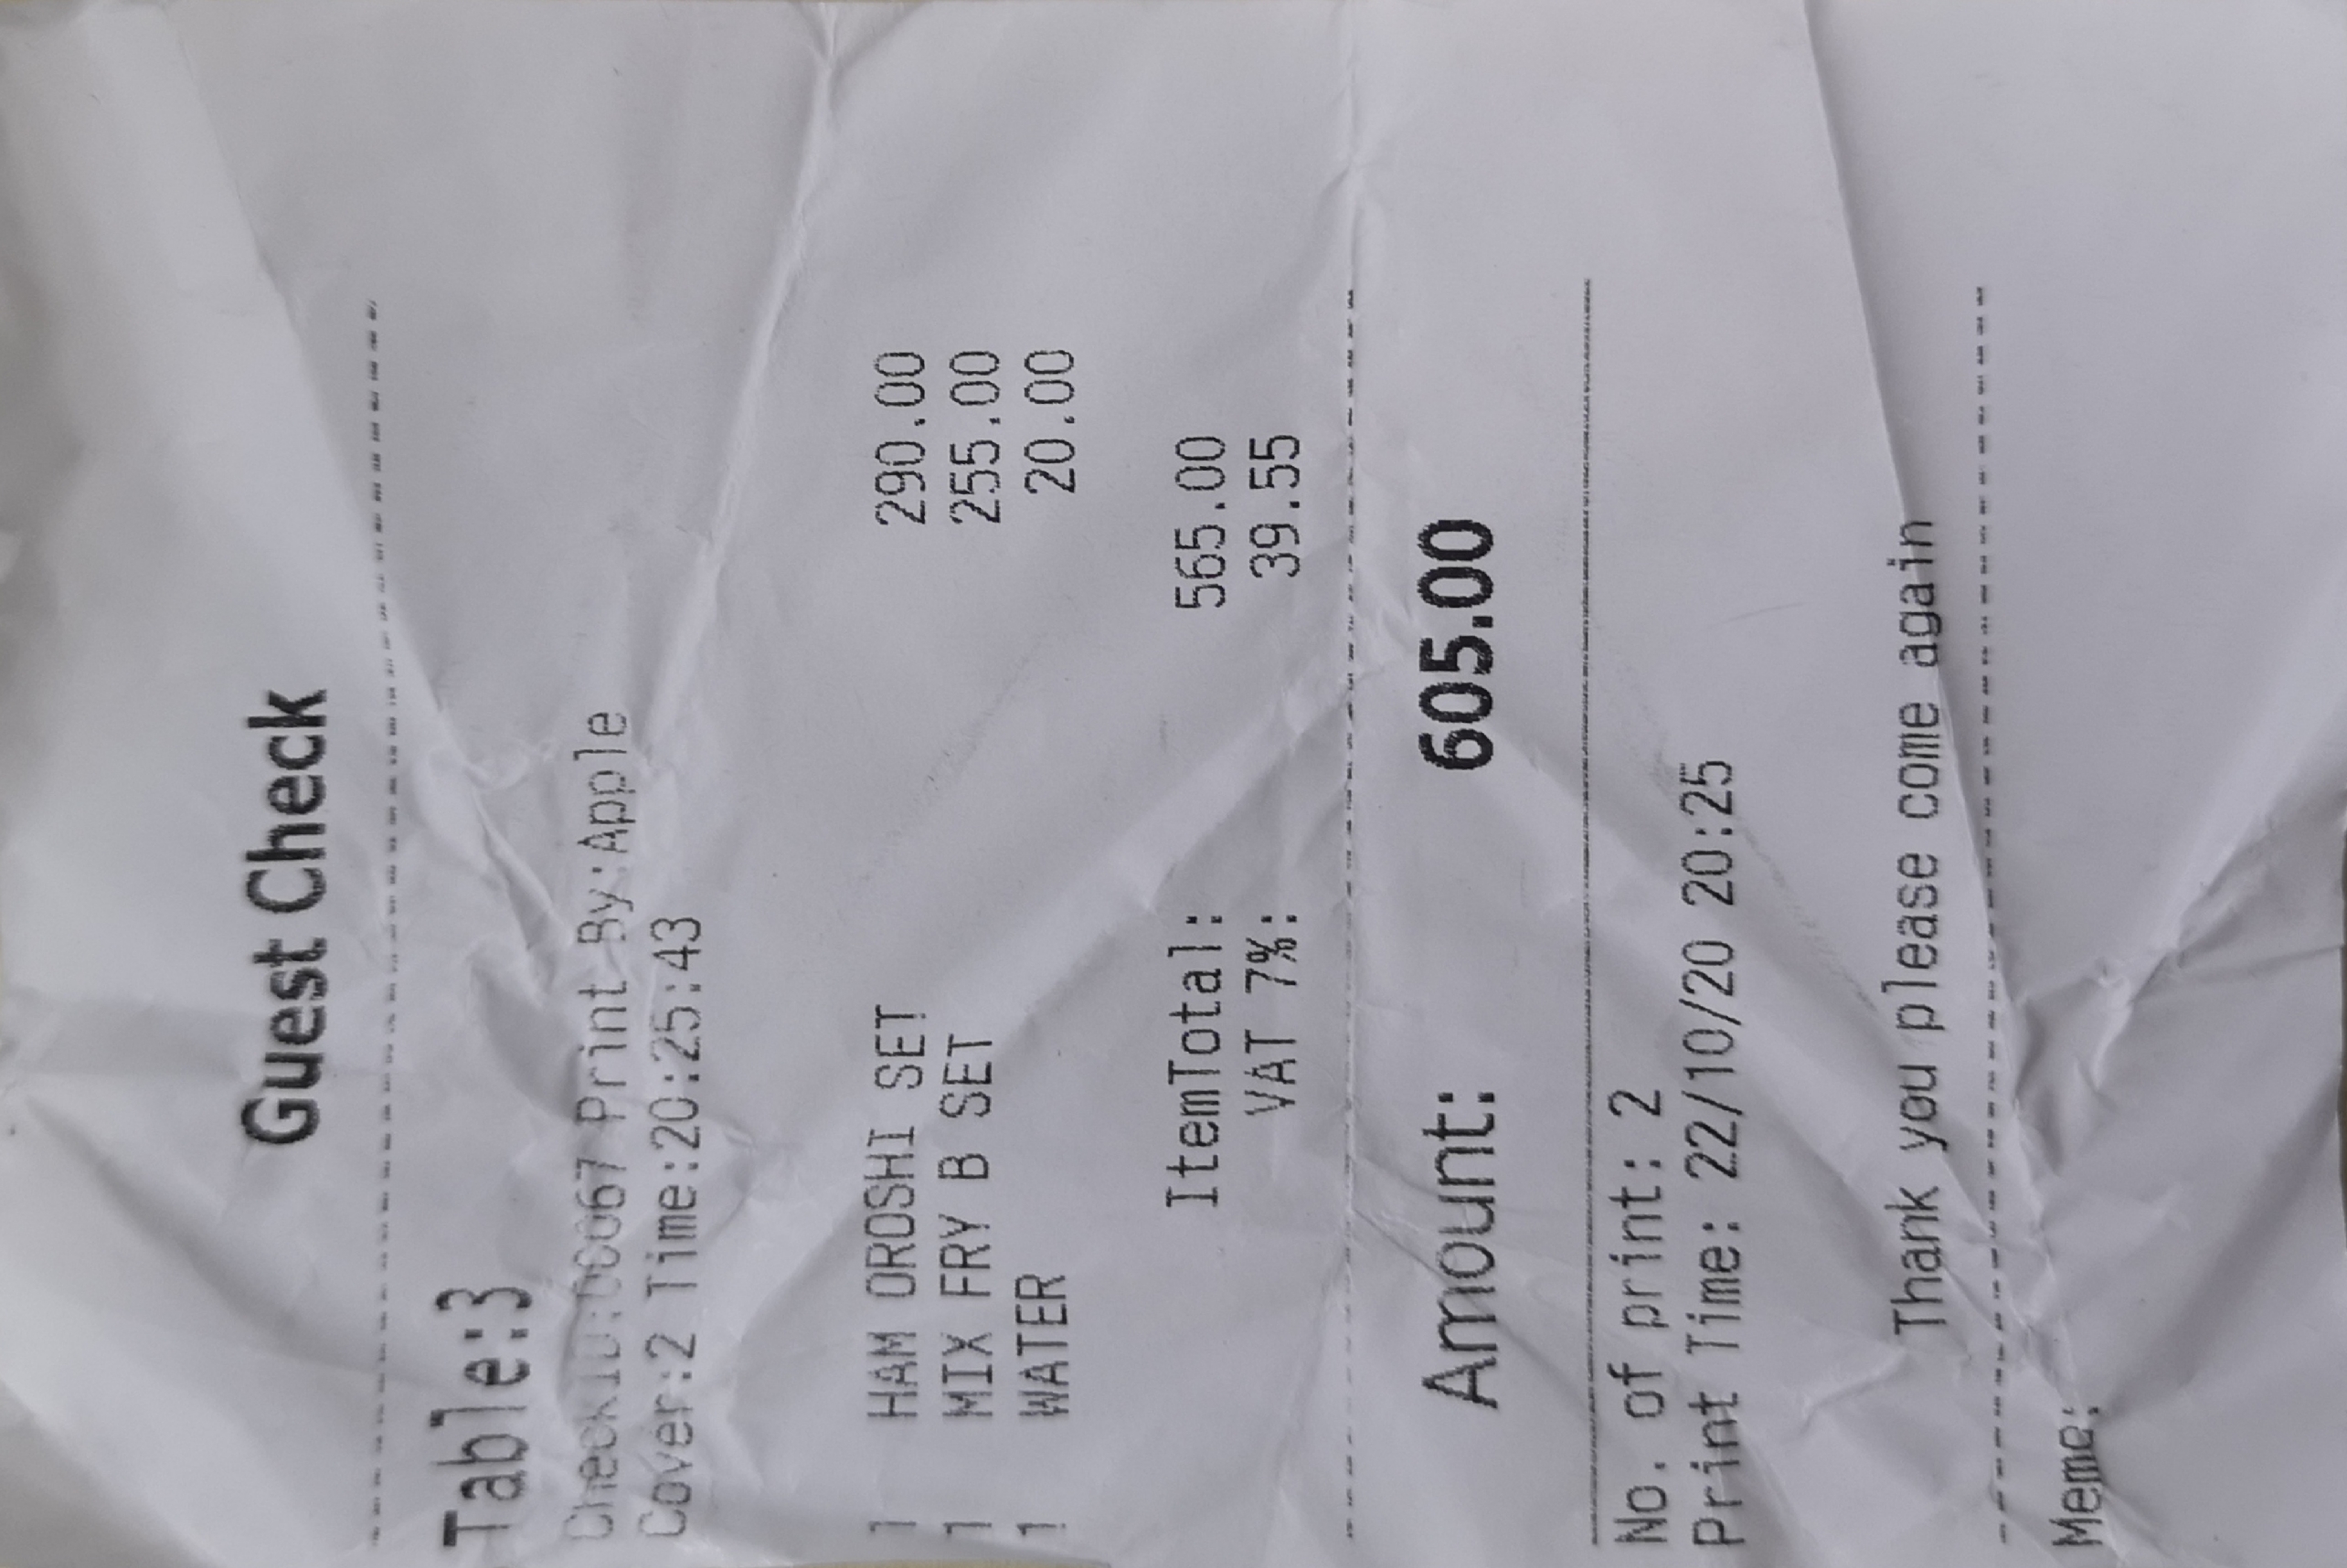 Guest Check
Table:3
CheckID:00067 Print By:Apple
Cover:2 Time:20:25:43
1 HAM OROSHI SET 290.00
1 MIX FRY B SET 255.00
1 WATER 20.00
ItemTotal: 565.00
VAT 7%: 39.55
Amount: 605.00
No. of print: 2
Print Time: 22/10/20 20:25
Thank you please come again
Meme: